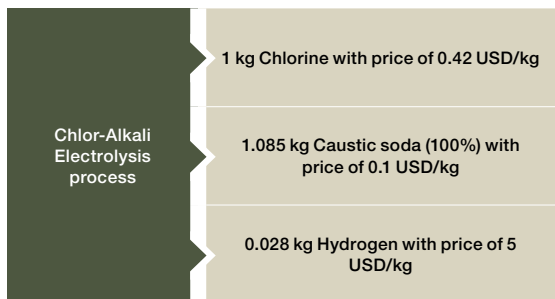 1 kg Chlorine with price of 0.42 USD/kg
Chlor-Alkali
Electrolysis
process
1.085 kg Caustic soda (100%) with
price of 0.1 USD/kg
0.028 kg Hydrogen with price of 5
USD/kg